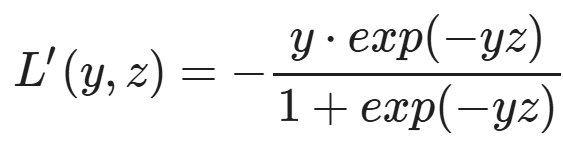 L′(y, z) = − y · exp(−yz) / 1 + exp(−yz)